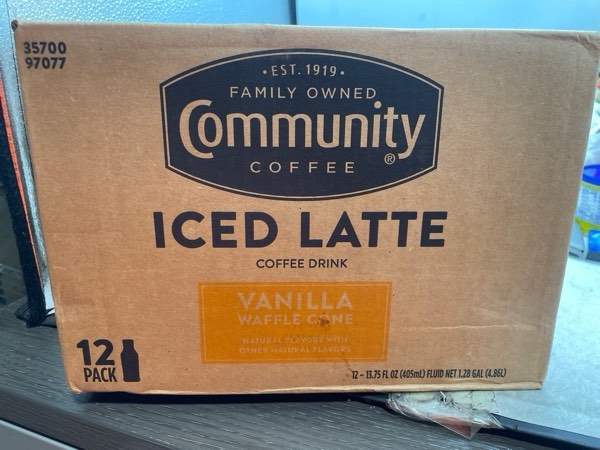 35700
97077
• EST. 1919 •
FAMILY OWNED
Community®
COFFEE
ICED LATTE
COFFEE DRINK
VANILLA
WAFFLE CONE
NATURAL FLAVORS WITH
OTHER NATURAL FLAVORS
12
PACK
12 - 13.75 FL OZ (405mL) FLUID NET 1.28 GAL (4.86L)